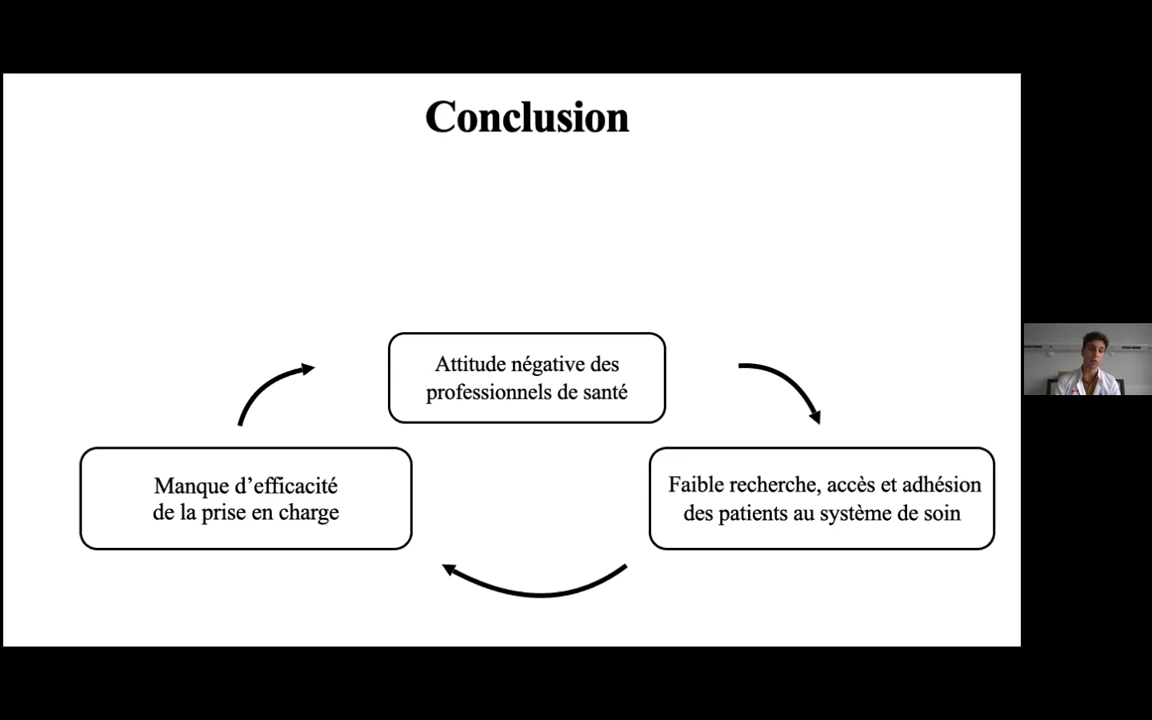 Conclusion
Attitude négative des
professionnels de santé
Manque d’efficacité
de la prise en charge
Faible recherche, accès et adhésion
des patients au système de soin